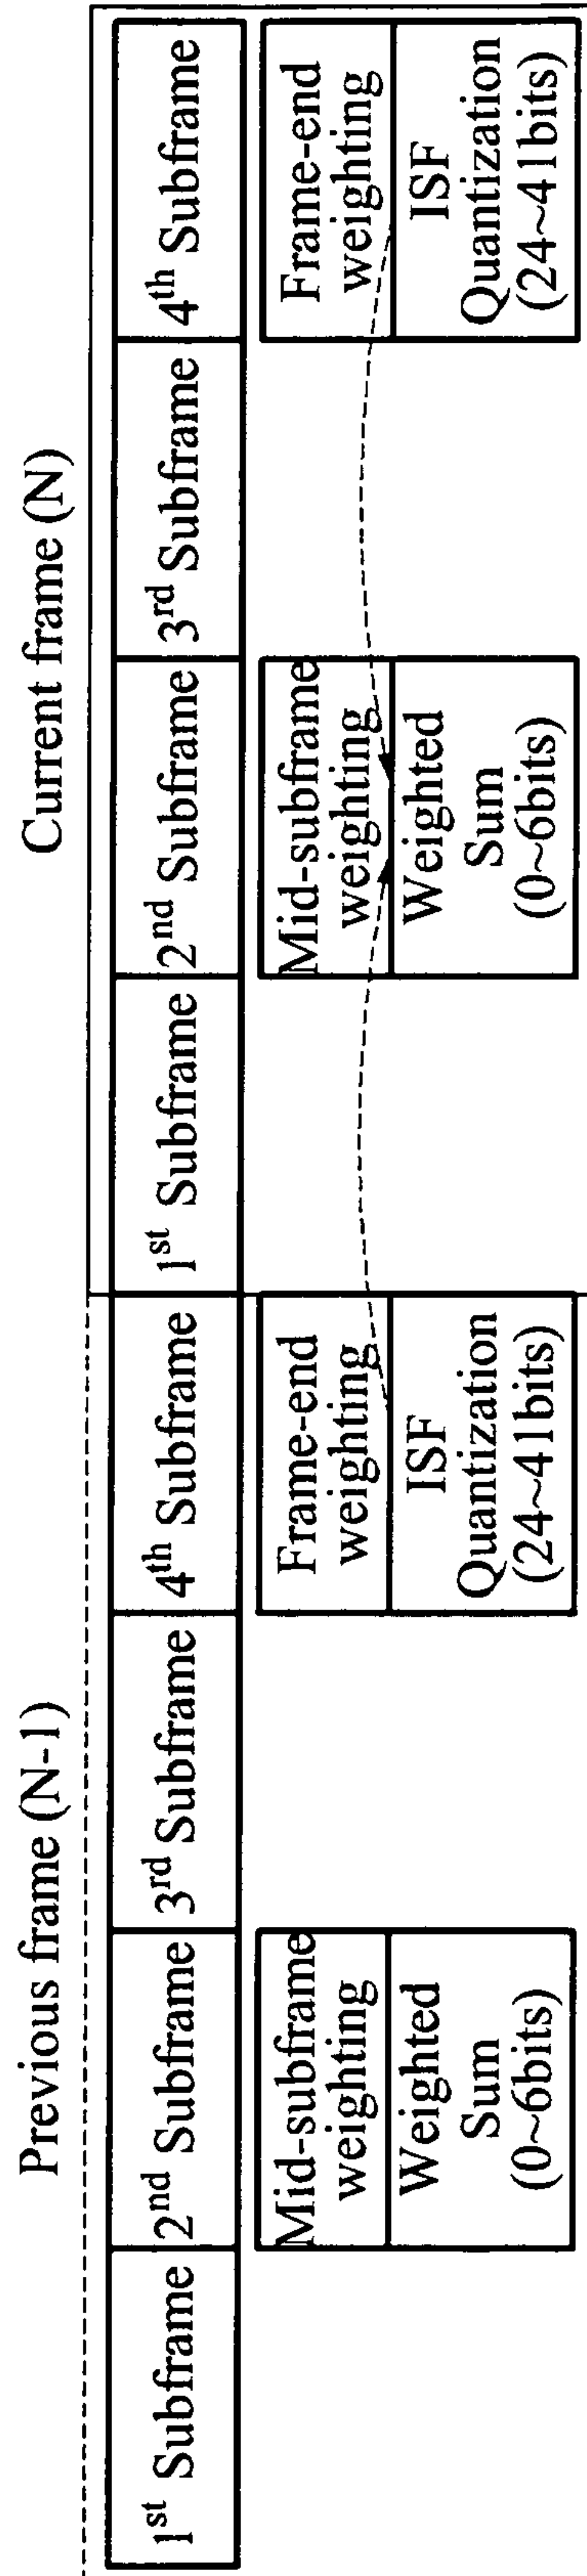 Previous frame (N-1)
Current frame (N)
1st Subframe
2nd Subframe
3rd Subframe
4th Subframe
1st Subframe
2nd Subframe
3rd Subframe
4th Subframe
Mid-subframe
weighting
Weighted
Sum
(0~6bits)
Frame-end
weighting
ISF
Quantization
(24~41bits)
Mid-subframe
weighting
Weighted
Sum
(0~6bits)
Frame-end
weighting
ISF
Quantization
(24~41bits)